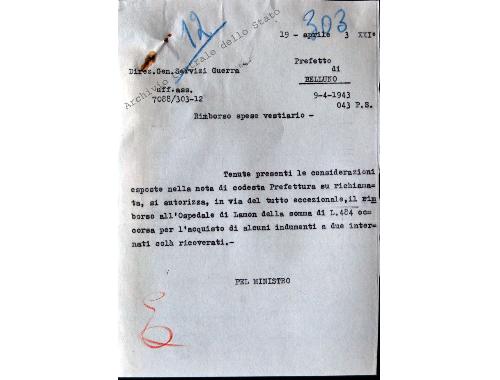 12
303
Archivio Centrale dello Stato
19 - aprile 3 XXI°
Direz.Gen.Servizi Guerra
Prefetto
di
BELLUNO
aff.ass.
7088/303-12
9-4-1943
043 P.S.
Rimborso spese vestiario -
Tenute presenti le considerazioni
esposte nella nota di codesta Prefettura su richiama-
ta, si autorizza, in via del tutto eccezionale, il rim
borso all'Ospedale di Lamon della somma di L.484 oc-
corsa per l'acquisto di alcuni indumenti a due inter-
nati colà ricoverati.-
PEL MINISTRO